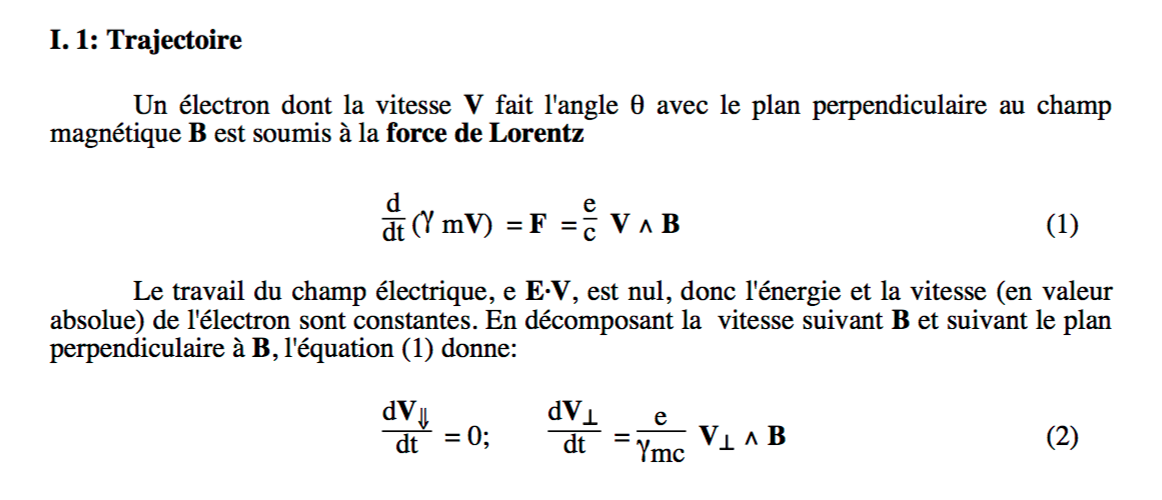 I. 1: Trajectoire
Un électron dont la vitesse V fait l'angle θ avec le plan perpendiculaire au champ
magnétique B est soumis à la force de Lorentz
d/dt (γ mV) = F = e/c V ∧ B (1)
Le travail du champ électrique, e E·V, est nul, donc l'énergie et la vitesse (en valeur
absolue) de l'électron sont constantes. En décomposant la vitesse suivant B et suivant le plan
perpendiculaire à B, l'équation (1) donne:
dV⇓/dt = 0; dV⊥/dt = e/γmc V⊥ ∧ B (2)